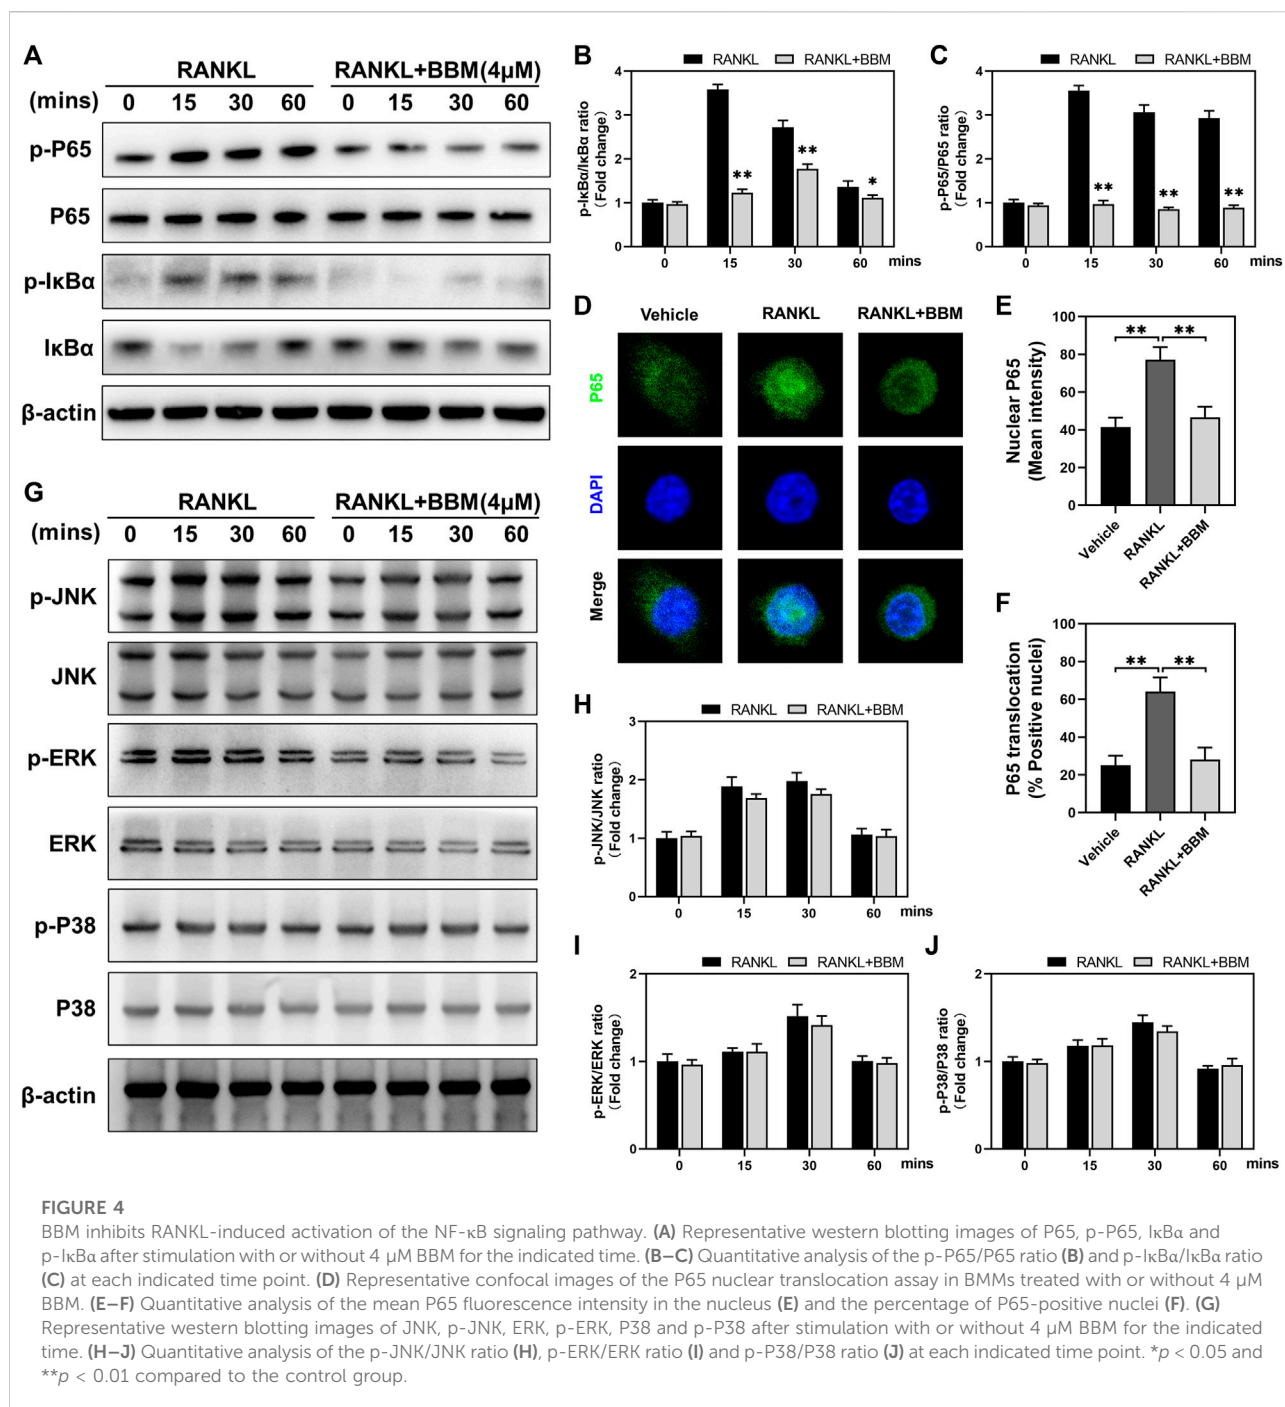 A
RANKL RANKL+BBM(4μM)
(mins) 0 15 30 60 0 15 30 60
p-P65
P65
p-IκBα
IκBα
β-actin
B
RANKL RANKL+BBM
p-IκBα/IκBα ratio
(Fold change)
4
3
2
1
0
** ** *
0 15 30 60 mins
C
RANKL RANKL+BBM
p-P65/P65 ratio
(Fold change)
4
3
2
1
0
** ** **
0 15 30 60 mins
D
Vehicle RANKL RANKL+BBM
P65
DAPI
Merge
E
Nuclear P65
(Mean intensity)
100
80
60
40
20
0
** **
Vehicle
RANKL
RANKL+BBM
F
P65 translocation
(% Positive nuclei)
100
80
60
40
20
0
** **
Vehicle
RANKL
RANKL+BBM
G
RANKL RANKL+BBM(4μM)
(mins) 0 15 30 60 0 15 30 60
p-JNK
JNK
p-ERK
ERK
p-P38
P38
β-actin
H
RANKL RANKL+BBM
p-JNK/JNK ratio
(Fold change)
3
2
1
0
0 15 30 60 mins
I
RANKL RANKL+BBM
p-ERK/ERK ratio
(Fold change)
2
1
0
0 15 30 60 mins
J
RANKL RANKL+BBM
p-P38/P38 ratio
(Fold change)
2
1
0
0 15 30 60 mins
FIGURE 4
BBM inhibits RANKL-induced activation of the NF-κB signaling pathway. (A) Representative western blotting images of P65, p-P65, IκBα and
p-IκBα after stimulation with or without 4 μM BBM for the indicated time. (B–C) Quantitative analysis of the p-P65/P65 ratio (B) and p-IκBα/IκBα ratio
(C) at each indicated time point. (D) Representative confocal images of the P65 nuclear translocation assay in BMMs treated with or without 4 μM
BBM. (E–F) Quantitative analysis of the mean P65 fluorescence intensity in the nucleus (E) and the percentage of P65-positive nuclei (F). (G)
Representative western blotting images of JNK, p-JNK, ERK, p-ERK, P38 and p-P38 after stimulation with or without 4 μM BBM for the indicated
time. (H–J) Quantitative analysis of the p-JNK/JNK ratio (H), p-ERK/ERK ratio (I) and p-P38/P38 ratio (J) at each indicated time point. *p < 0.05 and
**p < 0.01 compared to the control group.